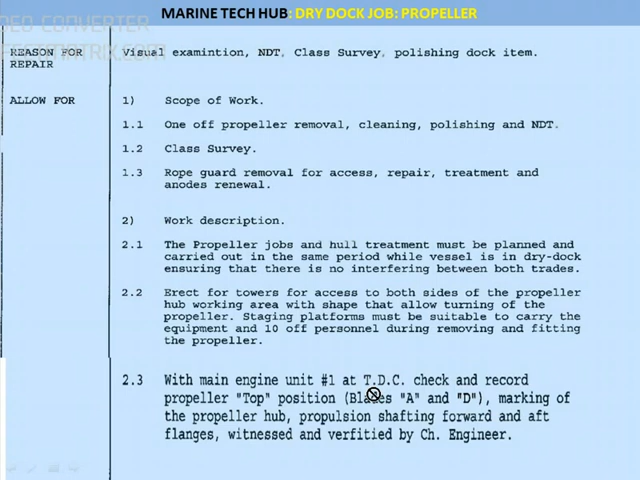 MARINE TECH HUB: DRY DOCK JOB: PROPELLER
REASON FOR REPAIR
Visual examintion, NDT, Class Survey, polishing dock item.
ALLOW FOR
1) Scope of Work.
1.1 One off propeller removal, cleaning, polishing and NDT.
1.2 Class Survey.
1.3 Rope guard removal for access, repair, treatment and
anodes renewal.
2) Work description.
2.1 The Propeller jobs and hull treatment must be planned and
carried out in the same period while vessel is in dry-dock
ensuring that there is no interfering between both trades.
2.2 Erect for towers for access to both sides of the propeller
hub working area with shape that allow turning of the
propeller. Staging platforms must be suitable to carry the
equipment and 10 off personnel during removing and fitting
the propeller.
2.3 With main engine unit #1 at T.D.C. check and record
propeller "Top" position (Blades "A" and "D"), marking of
the propeller hub, propulsion shafting forward and aft
flanges, witnessed and verfitied by Ch. Engineer.